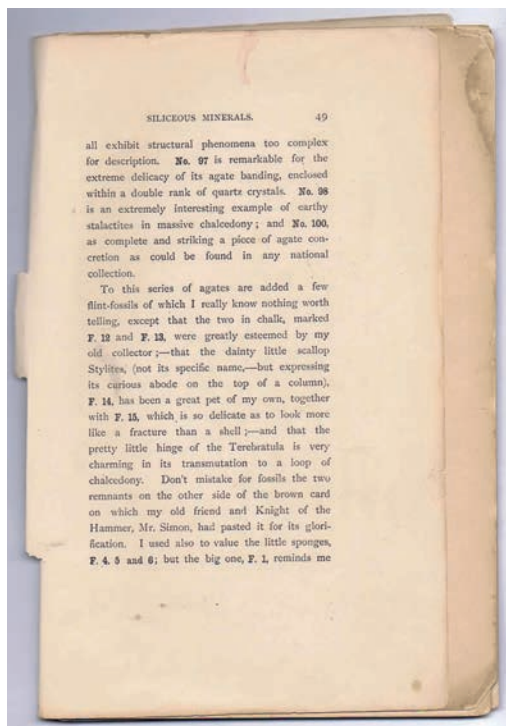 SILICEOUS MINERALS. 49
all exhibit structural phenomena too complex
for description. No. 97 is remarkable for the
extreme delicacy of its agate banding, enclosed
within a double rank of quartz crystals. No. 98
is an extremely interesting example of earthy
stalactites in massive chalcedony; and No. 100,
as complete and striking a piece of agate con-
cretion as could be found in any national
collection.
To this series of agates are added a few
flint-fossils of which I really know nothing worth
telling, except that the two in chalk, marked
F. 12 and F. 13, were greatly esteemed by my
old collector;—that the dainty little scallop
Stylites, (not its specific name,—but expressing
its curious abode on the top of a column),
F. 14, has been a great pet of my own, together
with F. 15, which is so delicate as to look more
like a fracture than a shell;—and that the
pretty little hinge of the Terebratula is very
charming in its transmutation to a loop of
chalcedony. Don't mistake for fossils the two
remnants on the other side of the brown card
on which my old friend and Knight of the
Hammer, Mr. Simon, had pasted it for its glori-
fication. I used also to value the little sponges,
F. 4. 5 and 6; but the big one, F. 1, reminds me